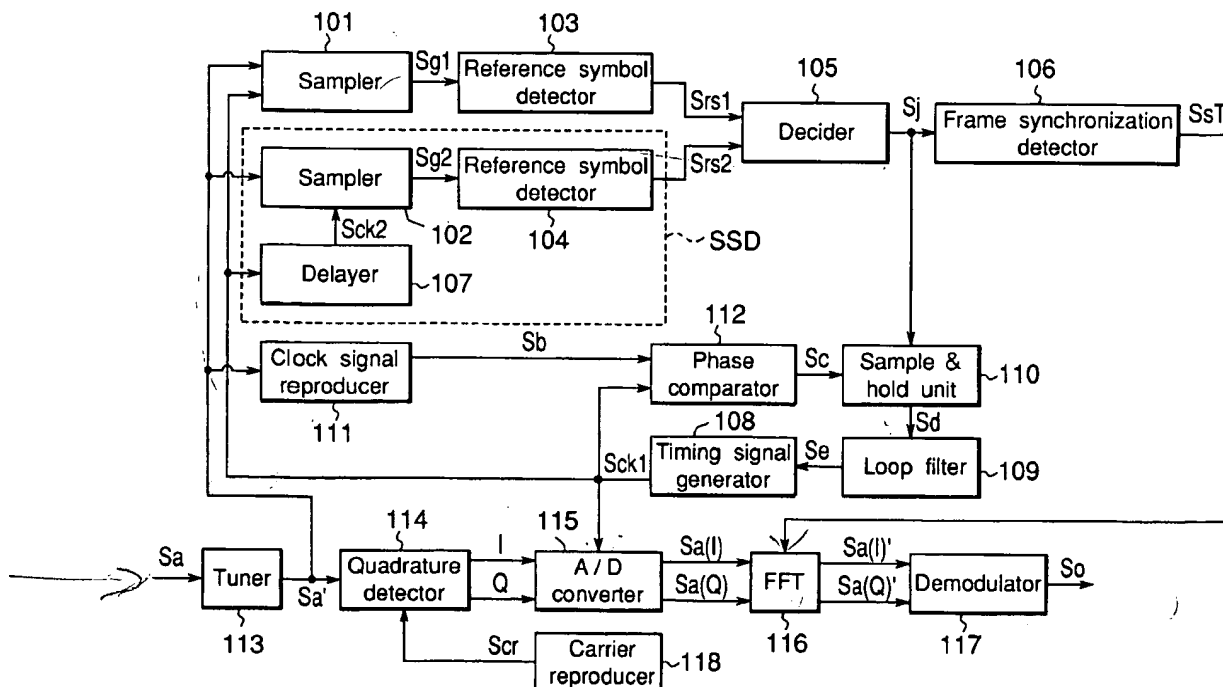 101
103
105
106
Sampler
Sg1
Reference symbol
detector
Srs1
Decider
Sj
Frame synchronization
detector
SsT
Sampler
Sg2
Reference symbol
detector
Srs2
102
104
Sck2
SSD
Delayer
107
112
Clock signal
reproducer
Sb
Phase
comparator
Sc
Sample &
hold unit
110
111
108
Sd
Sck1
Timing signal
generator
Se
Loop filter
109
114
115
Sa
Tuner
Sa'
Quadrature
detector
I
Q
A / D
converter
Sa(I)
Sa(Q)
FFT
Sa(I)'
Sa(Q)'
Demodulator
So
113
116
117
Scr
Carrier
reproducer
118